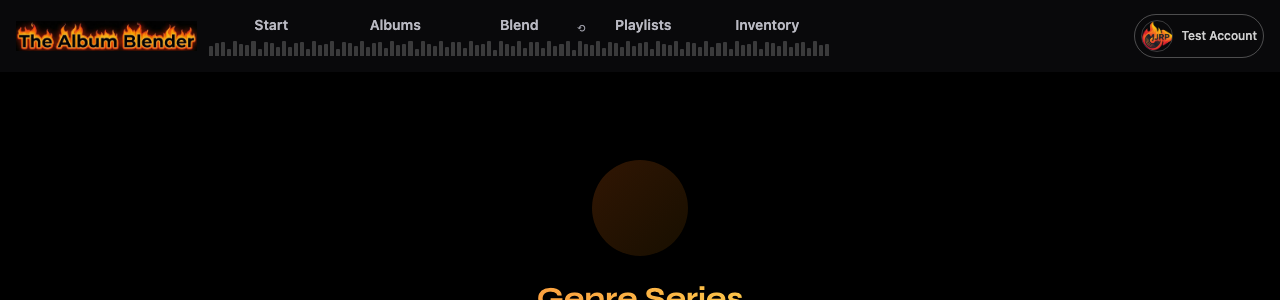 The Album Blender
Start
Albums
Blend
Playlists
Inventory
Test Account
Genre Series